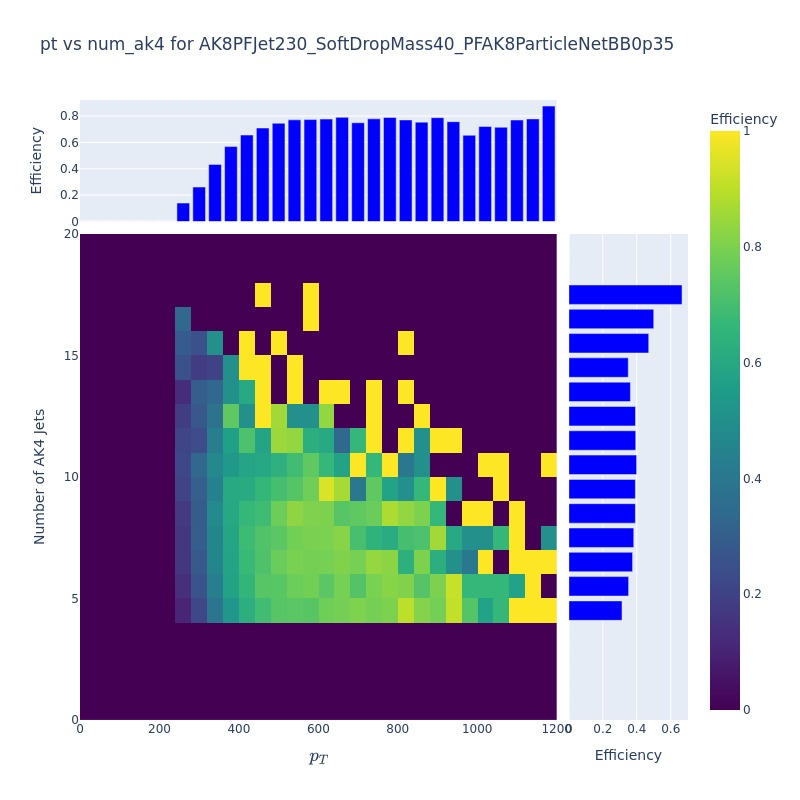 pt vs num_ak4 for AK8PFJet230_SoftDropMass40_PFAK8ParticleNetBB0p35
Efficiency
0.8
0.6
0.4
0.2
0
Efficiency
1
0.8
0.6
0.4
0.2
0
Number of AK4 Jets
20
15
10
5
0
0 200 400 600 800 1000 1200
p_T
0 0.2 0.4 0.6
Efficiency